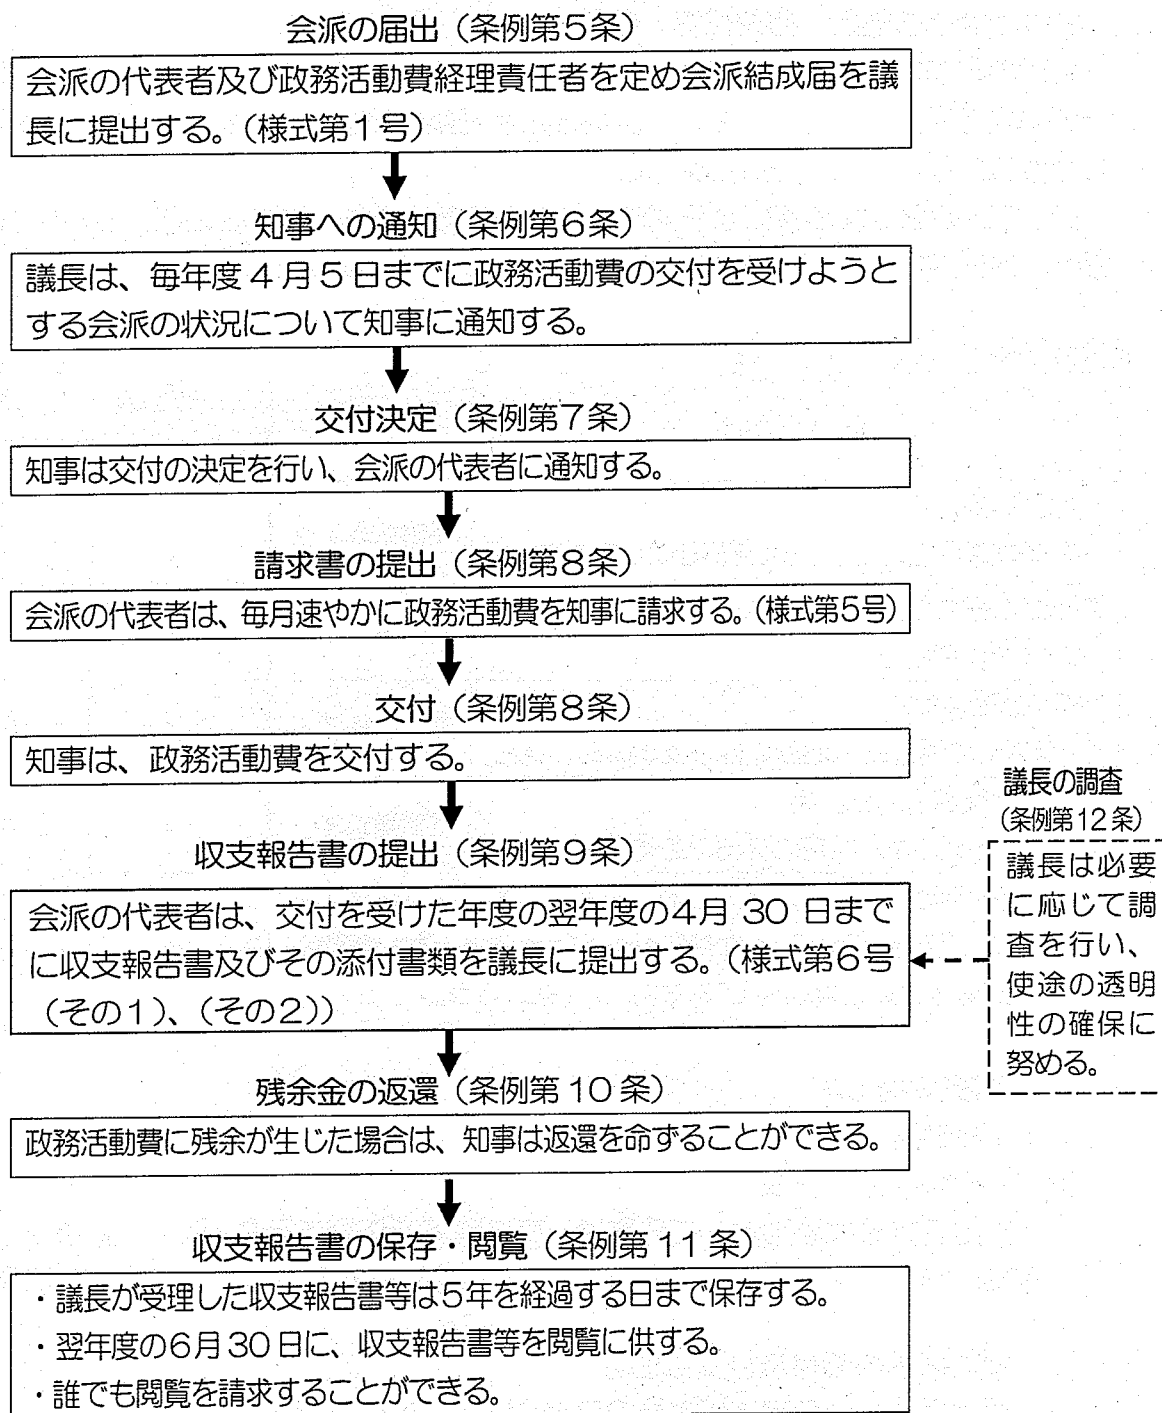 会派の届出（条例第５条）
会派の代表者及び政務活動費経理責任者を定め会派結成届を議
長に提出する。（様式第１号）
知事への通知（条例第６条）
議長は、毎年度４月５日までに政務活動費の交付を受けようと
する会派の状況について知事に通知する。
交付決定（条例第７条）
知事は交付の決定を行い、会派の代表者に通知する。
請求書の提出（条例第８条）
会派の代表者は、毎月速やかに政務活動費を知事に請求する。（様式第５号）
交付（条例第８条）
知事は、政務活動費を交付する。
収支報告書の提出（条例第９条）
会派の代表者は、交付を受けた年度の翌年度の４月 30 日まで
に収支報告書及びその添付書類を議長に提出する。（様式第６号
（その１）、（その２））
議長の調査
（条例第12条）
議長は必要
に応じて調
査を行い、
使途の透明
性の確保に
努める。
残余金の返還（条例第 10 条）
政務活動費に残余が生じた場合は、知事は返還を命ずることができる。
収支報告書の保存・閲覧（条例第 11 条）
・議長が受理した収支報告書等は５年を経過する日まで保存する。
・翌年度の６月 30 日に、収支報告書等を閲覧に供する。
・誰でも閲覧を請求することができる。